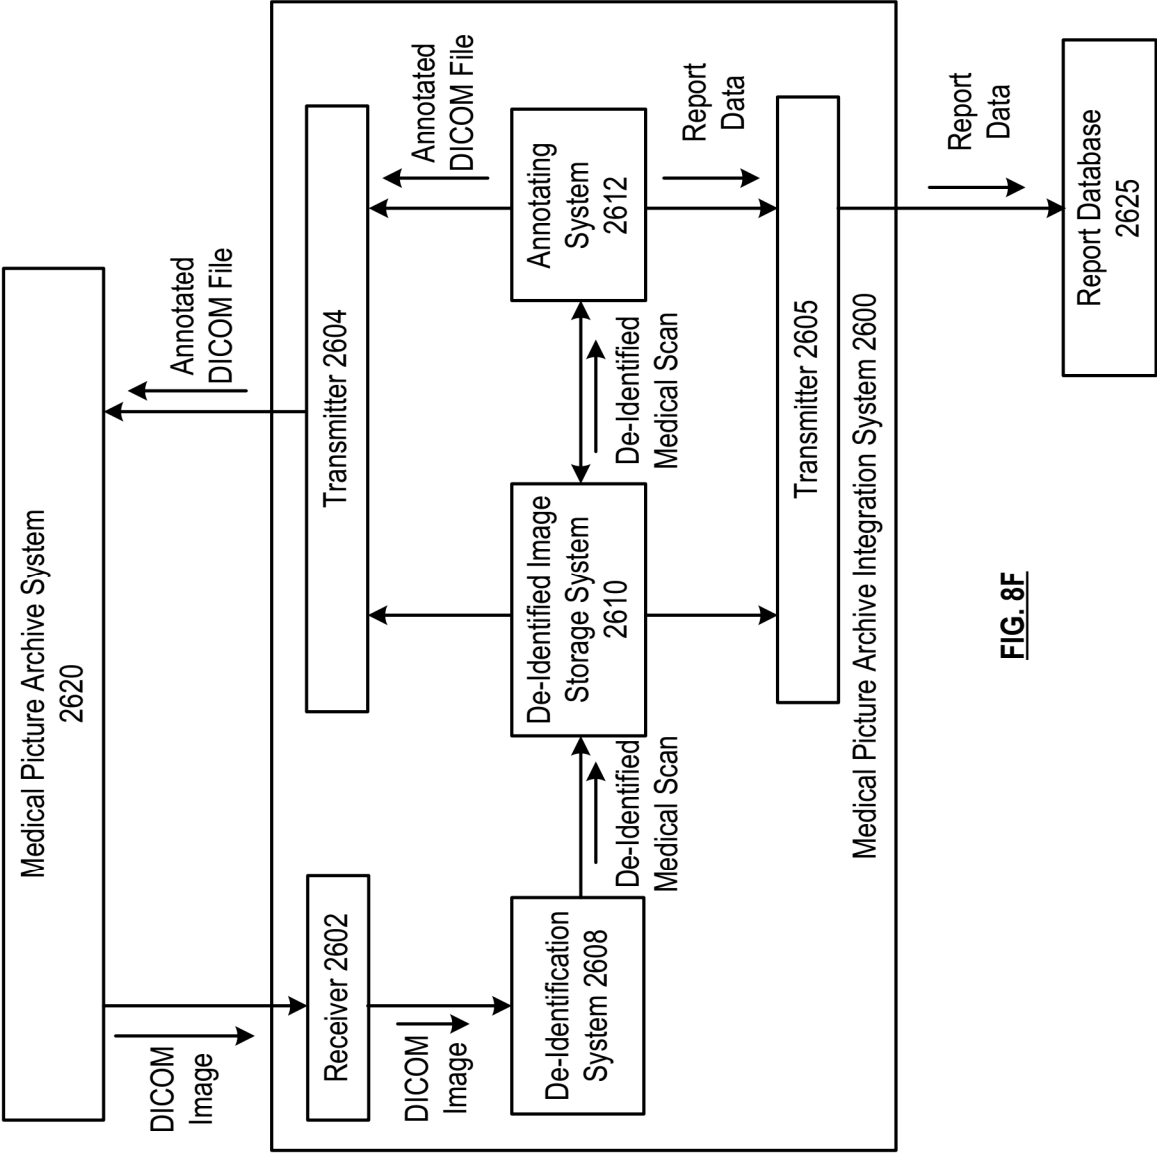 Medical Picture Archive System
2620
DICOM
Image
Annotated
DICOM File
Receiver 2602
Transmitter 2604
DICOM
Image
Annotated
DICOM File
De-Identification
System 2608
De-Identified
Medical Scan
De-Identified Image
Storage System
2610
De-Identified
Medical Scan
Annotating
System
2612
Report
Data
Transmitter 2605
Medical Picture Archive Integration System 2600
Report
Data
Report Database
2625
FIG. 8F